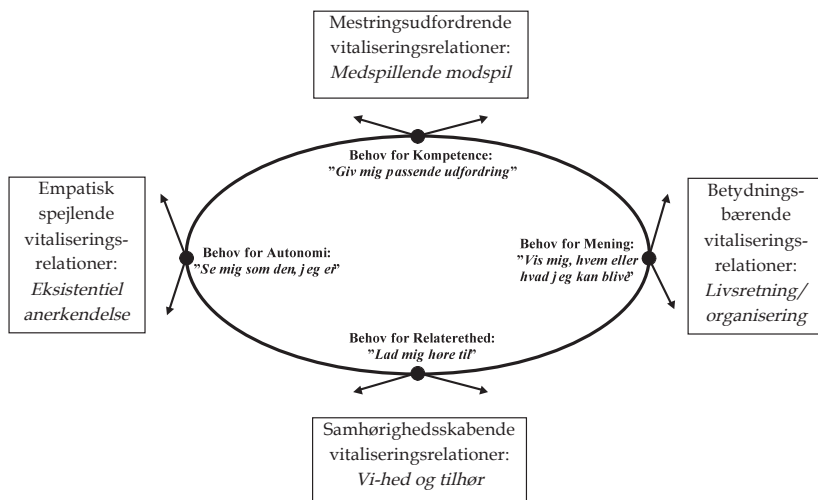 Mestringsudfordrende
vitaliseringsrelationer:
Medspillende modspil
Behov for Kompetence:
"Giv mig passende udfordring"
Empatisk
spejlende
vitaliserings-
relationer:
Eksistentiel
anerkendelse
Behov for Autonomi:
"Se mig som den, jeg er"
Behov for Mening:
"Vis mig, hvem eller
hvad jeg kan blive"
Betydnings-
bærende
vitaliserings-
relationer:
Livsretning/
organisering
Behov for Relaterethed:
"Lad mig høre til"
Samhørighedsskabende
vitaliseringsrelationer:
Vi-hed og tilhør